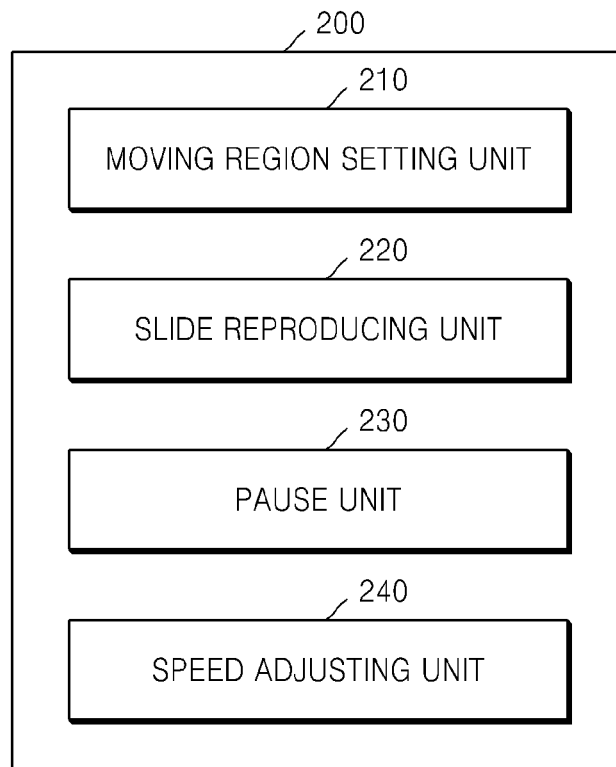 200
210
MOVING REGION SETTING UNIT
220
SLIDE REPRODUCING UNIT
230
PAUSE UNIT
240
SPEED ADJUSTING UNIT